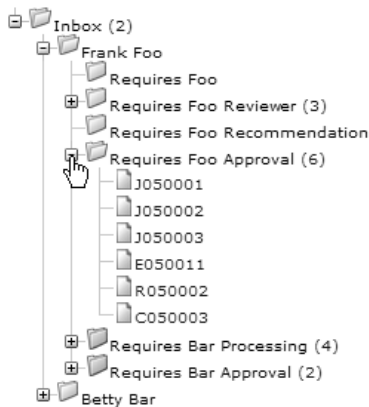 Inbox (2)
Frank Foo
Requires Foo
Requires Foo Reviewer (3)
Requires Foo Recommendation
Requires Foo Approval (6)
J050001
J050002
J050003
E050011
R050002
C050003
Requires Bar Processing (4)
Requires Bar Approval (2)
Betty Bar